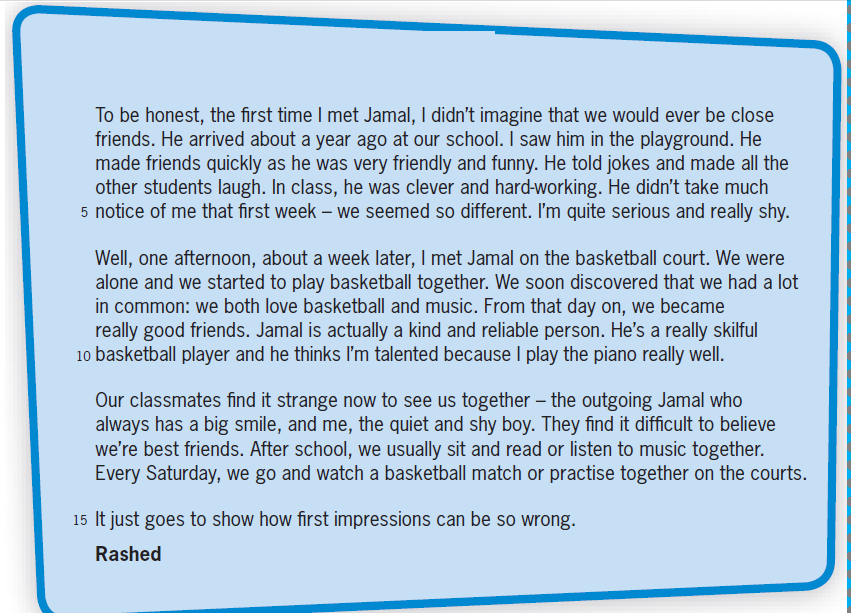 To be honest, the first time I met Jamal, I didn't imagine that we would ever be close
friends. He arrived about a year ago at our school. I saw him in the playground. He
made friends quickly as he was very friendly and funny. He told jokes and made all the
other students laugh. In class, he was clever and hard-working. He didn't take much
5 notice of me that first week – we seemed so different. I'm quite serious and really shy.
Well, one afternoon, about a week later, I met Jamal on the basketball court. We were
alone and we started to play basketball together. We soon discovered that we had a lot
in common: we both love basketball and music. From that day on, we became
really good friends. Jamal is actually a kind and reliable person. He's a really skilful
10 basketball player and he thinks I'm talented because I play the piano really well.
Our classmates find it strange now to see us together – the outgoing Jamal who
always has a big smile, and me, the quiet and shy boy. They find it difficult to believe
we're best friends. After school, we usually sit and read or listen to music together.
Every Saturday, we go and watch a basketball match or practise together on the courts.
15 It just goes to show how first impressions can be so wrong.
Rashed